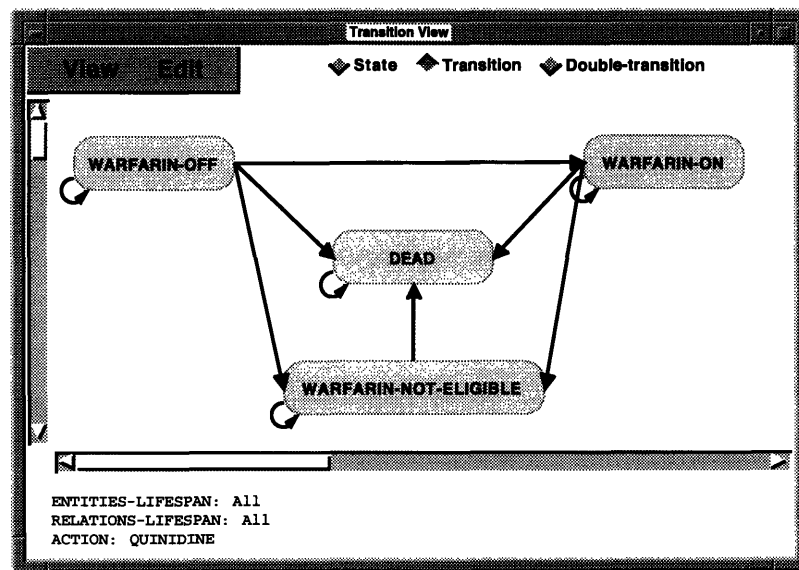 Transition View
View Edit
State Transition Double-transition
WARFARIN-OFF
WARFARIN-ON
DEAD
WARFARIN-NOT-ELIGIBLE
ENTITIES-LIFESPAN: All
RELATIONS-LIFESPAN: All
ACTION: QUINIDINE